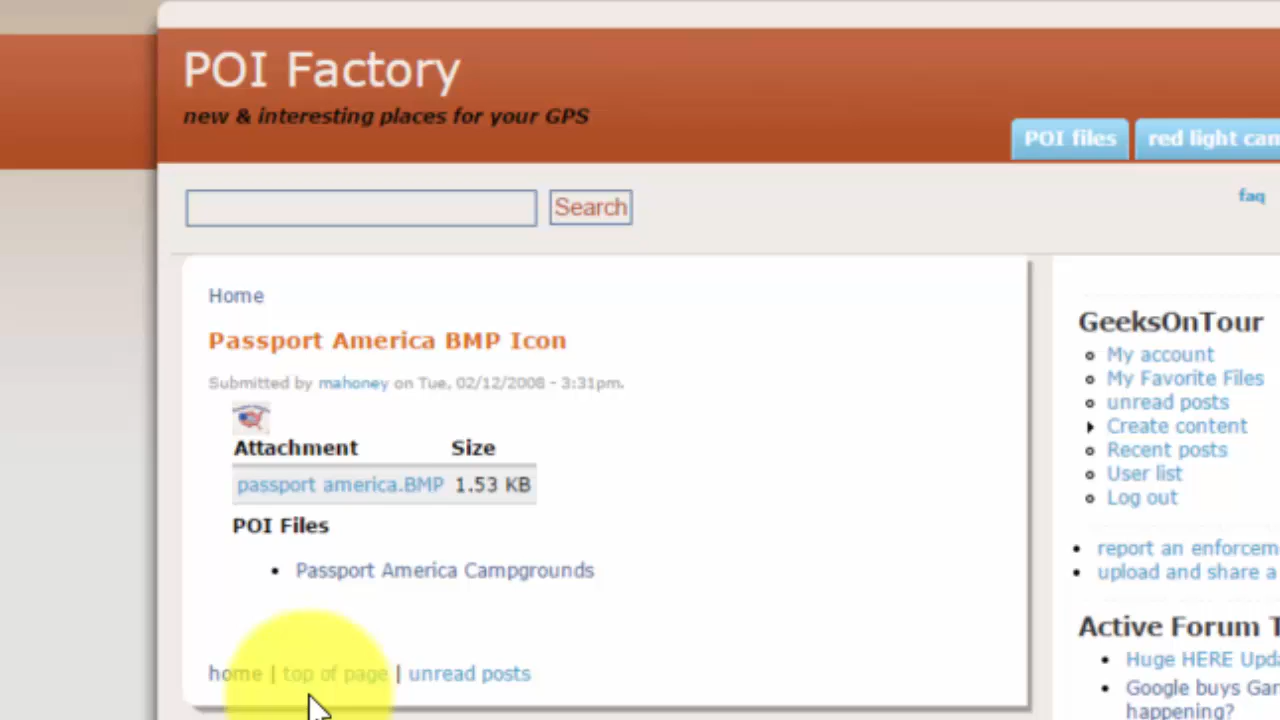 POI Factory
new & interesting places for your GPS
POI files
red light cam
Search
faq
Home
Passport America BMP Icon
Submitted by mahoney on Tue, 02/12/2008 - 3:31pm.
Attachment Size
passport america.BMP 1.53 KB
POI Files
Passport America Campgrounds
home | top of page | unread posts
GeeksOnTour
My account
My Favorite Files
unread posts
Create content
Recent posts
User list
Log out
report an enforcem
upload and share a
Active Forum T
Huge HERE Upda
Google buys Gar
happening?